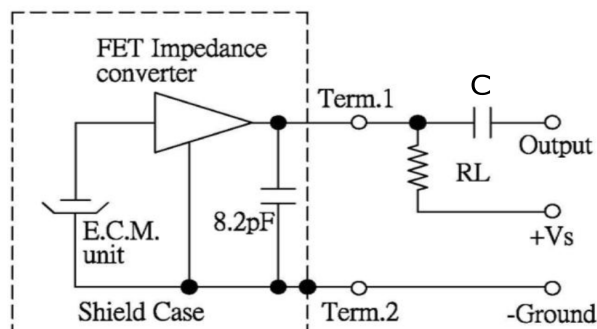 FET Impedance
converter
Term.1
C
Output
RL
8.2pF
+Vs
E.C.M.
unit
Shield Case
Term.2
-Ground